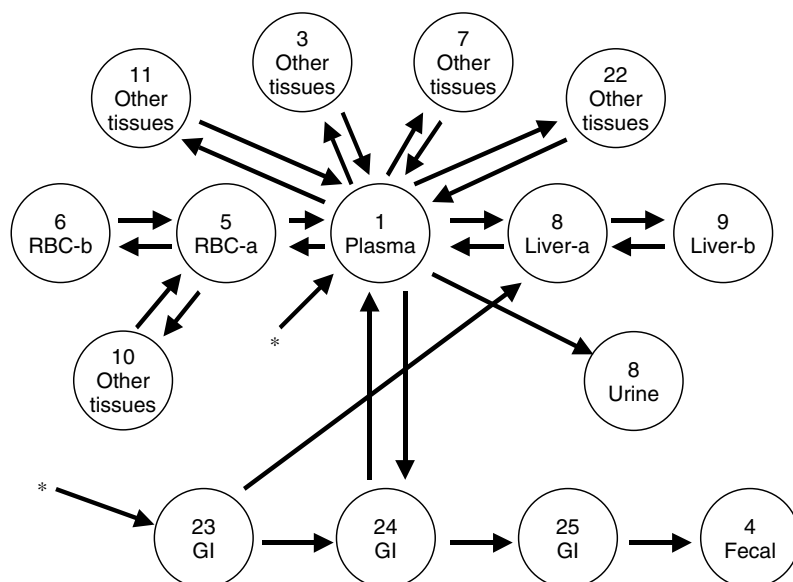 3
Other
tissues
7
Other
tissues
11
Other
tissues
22
Other
tissues
6
RBC-b
5
RBC-a
1
Plasma
8
Liver-a
9
Liver-b
*
10
Other
tissues
8
Urine
*
23
GI
24
GI
25
GI
4
Fecal